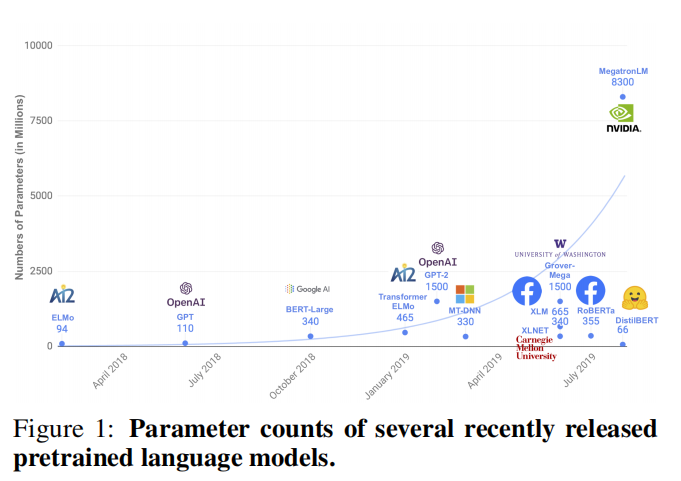 10000
7500
5000
2500
0
Numbers of Parameters (in Millions)
MegatronLM
8300
NVIDIA.
AI2
ELMo
94
OpenAI
GPT
110
Google AI
BERT-Large
340
AI2
Transformer
ELMo
465
OpenAI
GPT-2
1500
MT-DNN
330
W
UNIVERSITY of WASHINGTON
Grover-
Mega
1500
XLM 665
340
XLNET
Carnegie
Mellon
University
RoBERTa
355
DistilBERT
66
April 2018
July 2018
October 2018
January 2019
April 2019
July 2019
Figure 1: Parameter counts of several recently released
pretrained language models.